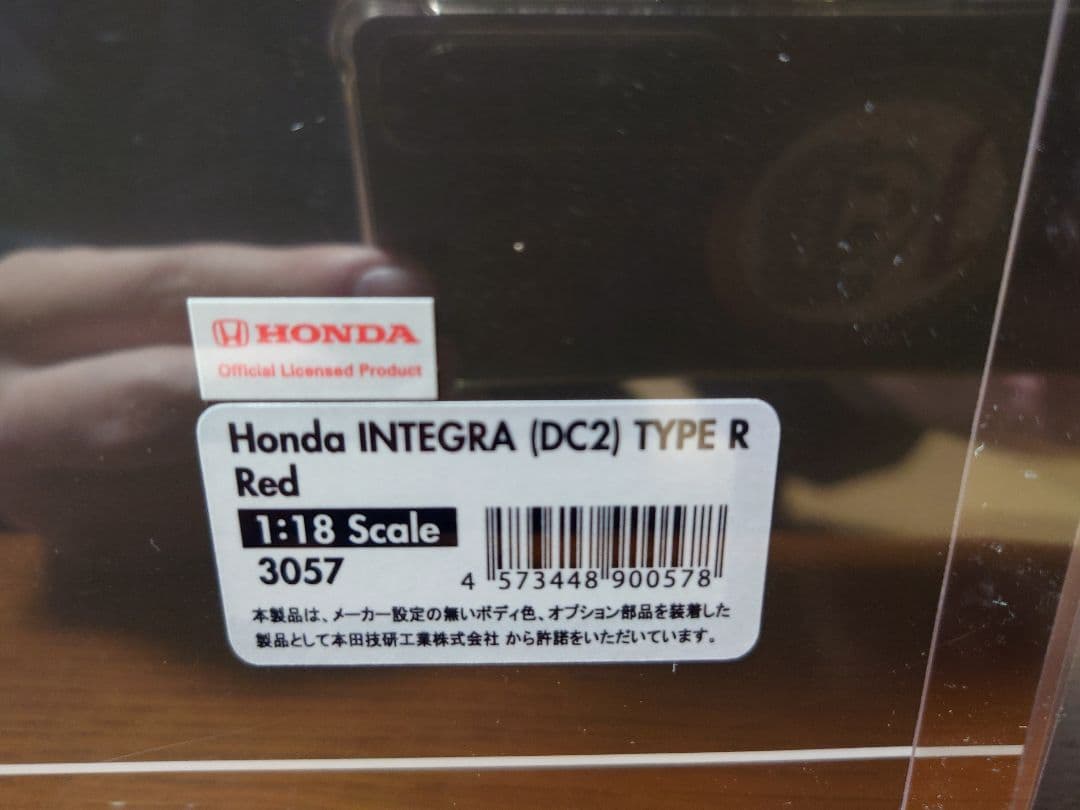 HONDA
Official Licensed Product
Honda INTEGRA (DC2) TYPE R
Red
1:18 Scale
3057
4 573448 900578
本製品は、メーカー設定の無いボディ色、オプション部品を装着した
製品として本田技研工業株式会社 から許諾をいただいています。